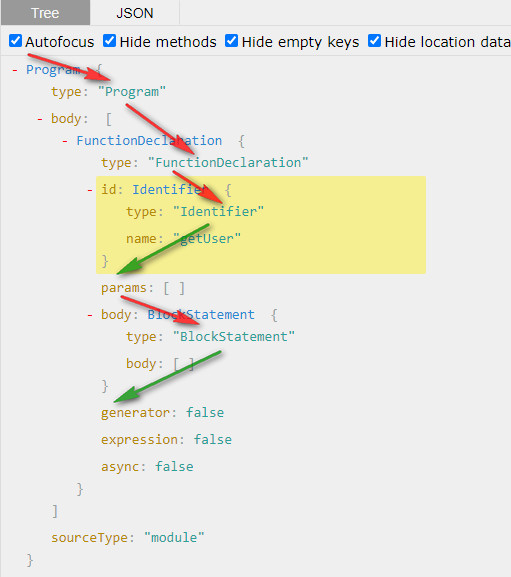 Tree JSON
Autofocus Hide methods Hide empty keys Hide location data
- Program {
type: "Program"
- body: [
- FunctionDeclaration {
type: "FunctionDeclaration"
- id: Identifier {
type: "Identifier"
name: "getUser"
}
params: [ ]
- body: BlockStatement {
type: "BlockStatement"
body: [ ]
}
generator: false
expression: false
async: false
}
]
sourceType: "module"
}